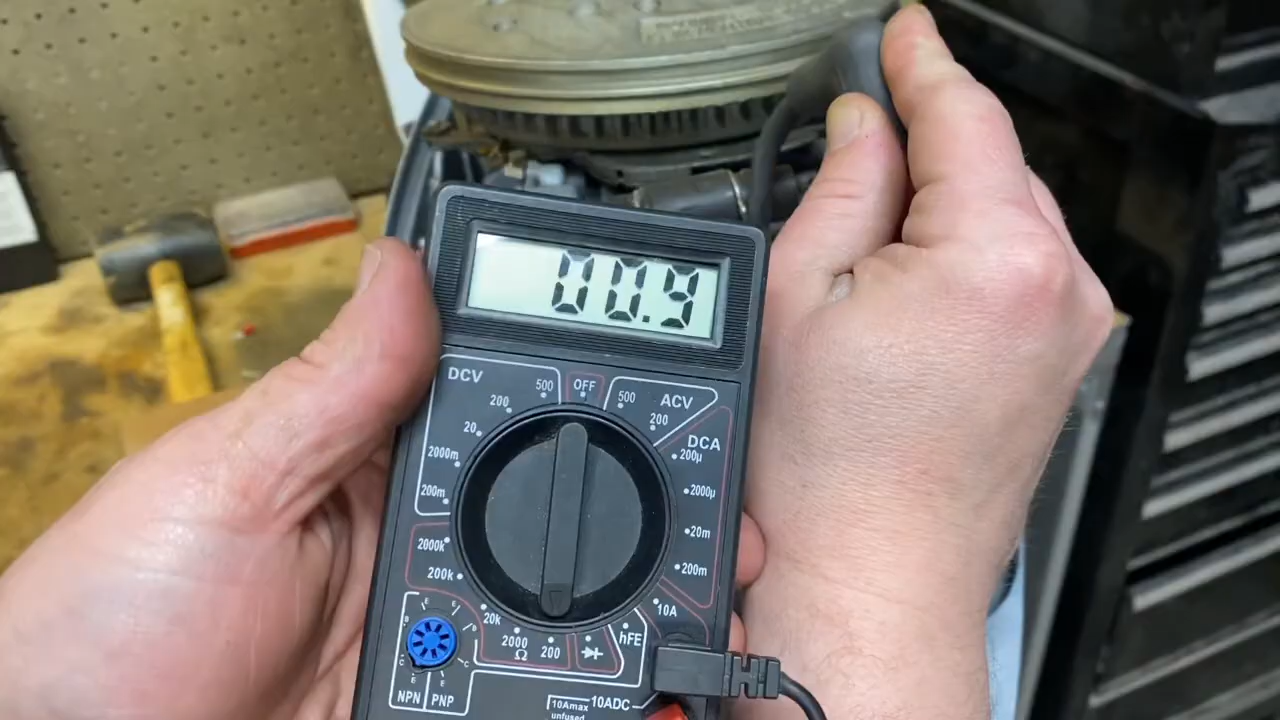 00.9
DCV
500
OFF
500
ACV
200
200
20
DCA
200µ
2000m
2000µ
200m
20m
2000k
200m
200k
10A
20k
2000
Ω
200
hFE
E
E
B
B
C
C
E
E
NPN
PNP
10Amax
unfused
10ADC